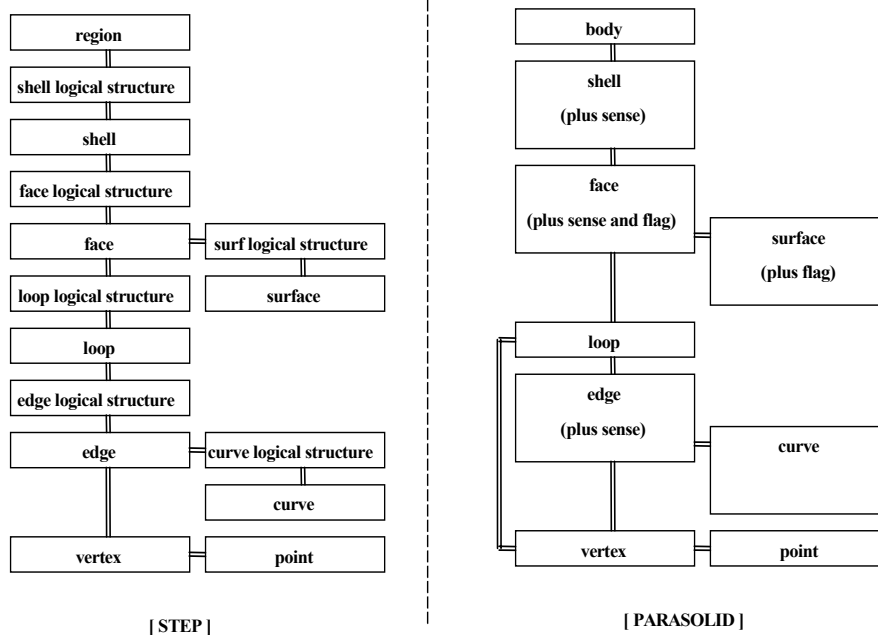 region
shell logical structure
shell
face logical structure
face
surf logical structure
loop logical structure
surface
loop
edge logical structure
edge
curve logical structure
curve
vertex
point
[ STEP ]
body
shell
(plus sense)
face
(plus sense and flag)
surface
(plus flag)
loop
edge
(plus sense)
curve
vertex
point
[ PARASOLID ]